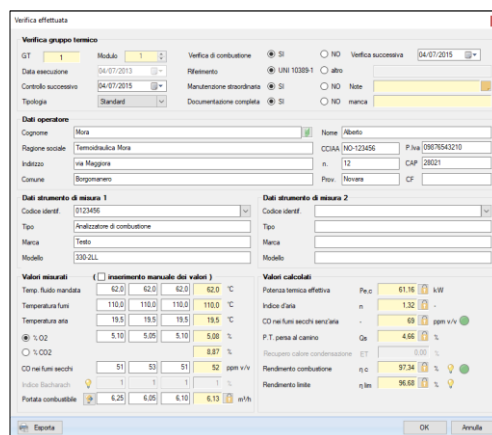 Verifica effettuata
Verifica gruppo termico
GT 1 Modulo 1 Verifica di combustione SI NO Verifica successiva 04/07/2015
Data esecuzione 04/07/2013 Riferimento UNI 10389-1 altro
Controllo successivo 04/07/2015 Manutenzione straordinaria SI NO Note
Tipologia Standard Documentazione completa SI NO manca
Dati operatore
Cognome Mora Nome Alberto
Ragione sociale Termoidraulica Mora CCIAA NO-123456 P.Iva 09876543210
Indirizzo via Maggiora n. 12 CAP 28021
Comune Borgomanero Prov. Novara CF
Dati strumento di misura 1 Dati strumento di misura 2
Codice identif. 0123456 Codice identif.
Tipo Analizzatore di combustione Tipo
Marca Testo Marca
Modello 330-2LL Modello
Valori misurati ( inserimento manuale dei valori ) Valori calcolati
Temp. fluido mandata 62,0 62,0 62,0 62,0 °C Potenza termica effettiva Pe.c 61,16 kW
Temperatura fumi 110,0 110,0 110,0 110,0 °C Indice d'aria n 1,32 -
Temperatura aria 19,5 19,5 19,5 19,5 °C CO nei fumi secchi senz'aria - 69 ppm v/v
% O2 5,10 5,05 5,10 5,08 % P.T. persa al camino Qs 4,66 %
% CO2 8,87 % Recupero calore condensazione ET 0,00 %
CO nei fumi secchi 51 53 51 52 ppm v/v Rendimento combustione η.c 97,34 %
Indice Bacharach 1 1 1 1 Rendimento limite η.lim 96,68 %
Portata combustibile 6,25 6,05 6,10 6,13 m³/h
Esporta OK Annulla